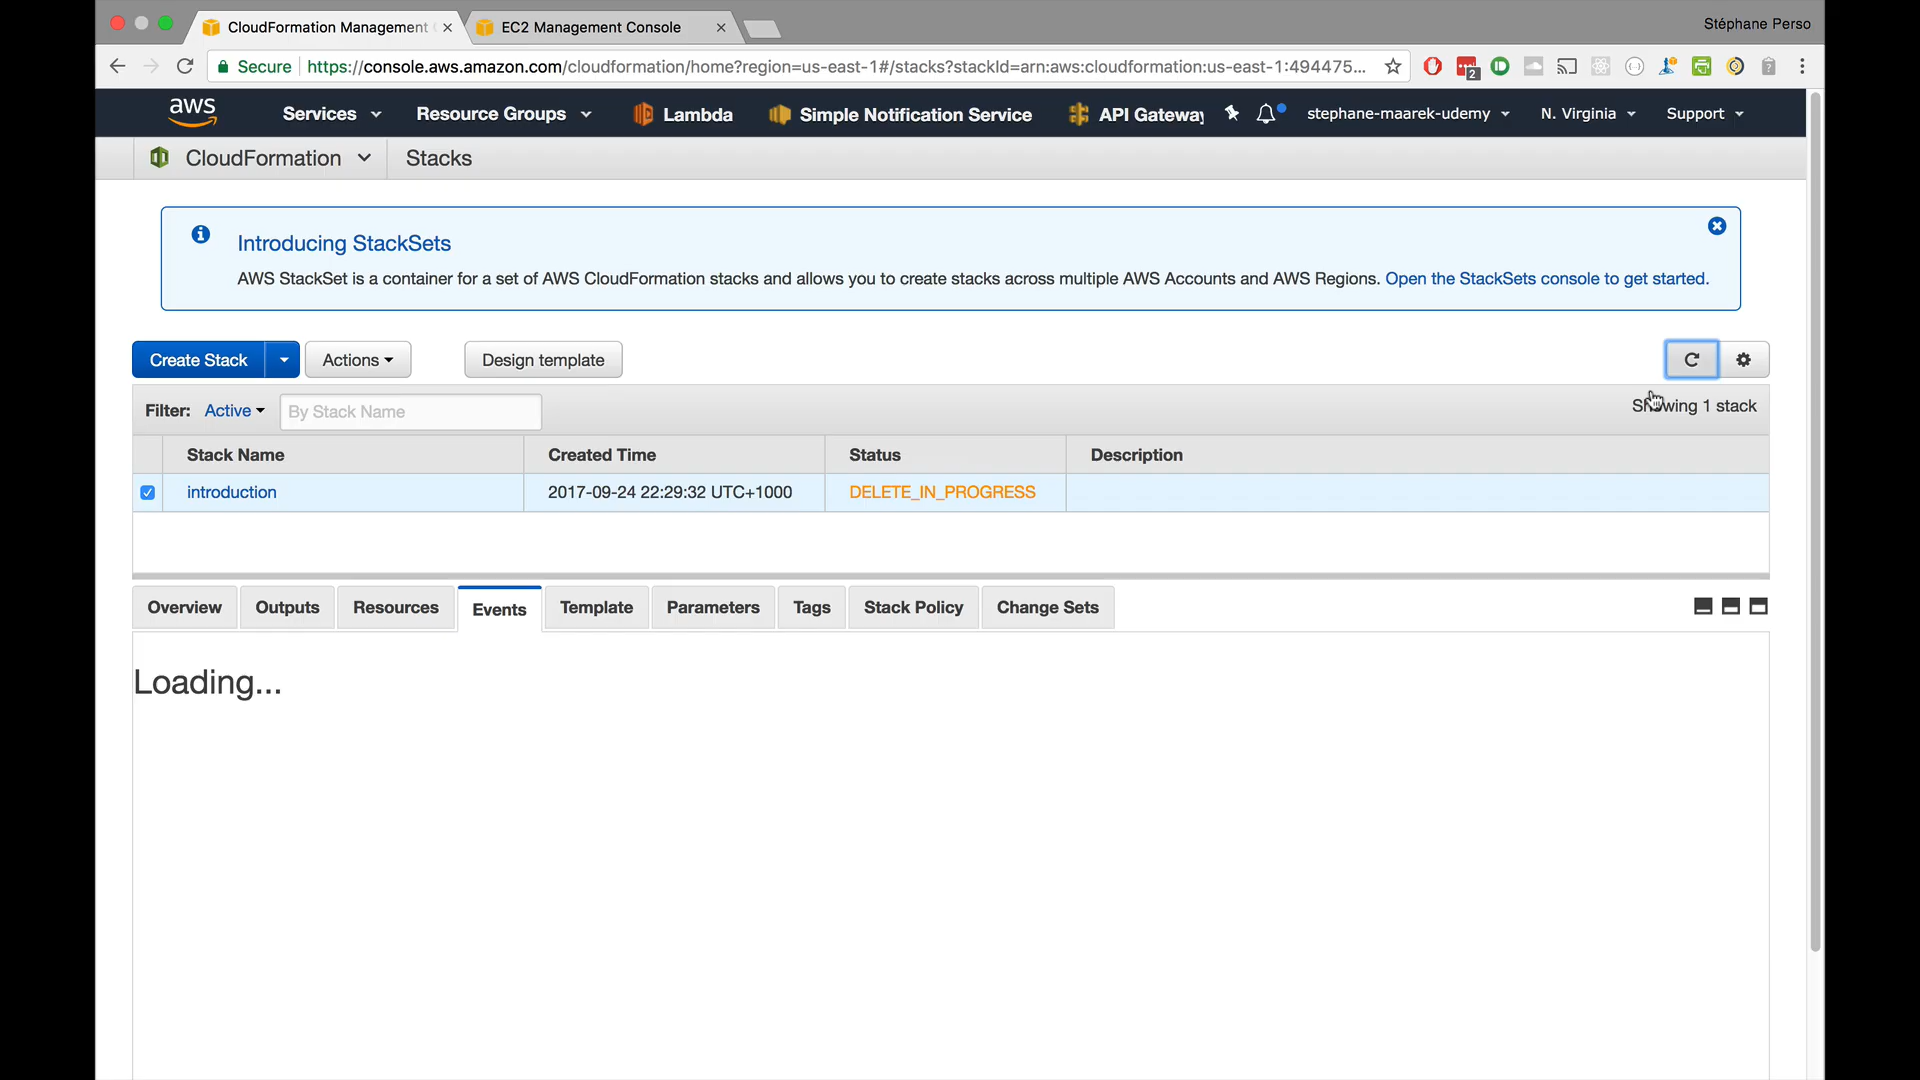 CloudFormation Management
EC2 Management Console
Stéphane Perso
Secure
https://console.aws.amazon.com/cloudformation/home?region=us-east-1#/stacks?stackId=arn:aws:cloudformation:us-east-1:494475...
2
aws
Services
Resource Groups
Lambda
Simple Notification Service
API Gateway
stephane-maarek-udemy
N. Virginia
Support
CloudFormation
Stacks
Introducing StackSets
AWS StackSet is a container for a set of AWS CloudFormation stacks and allows you to create stacks across multiple AWS Accounts and AWS Regions. Open the StackSets console to get started.
Create Stack
Actions
Design template
Filter: Active
By Stack Name
Showing 1 stack
Stack Name
Created Time
Status
Description
introduction
2017-09-24 22:29:32 UTC+1000
DELETE_IN_PROGRESS
Overview
Outputs
Resources
Events
Template
Parameters
Tags
Stack Policy
Change Sets
Loading...